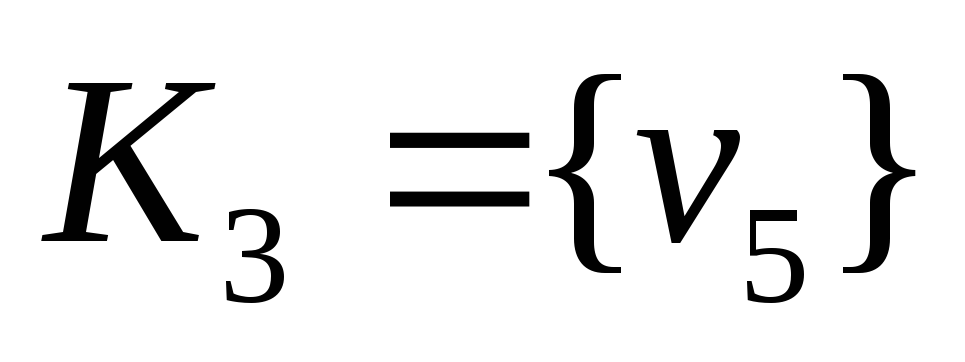 K₃ = {v₅}